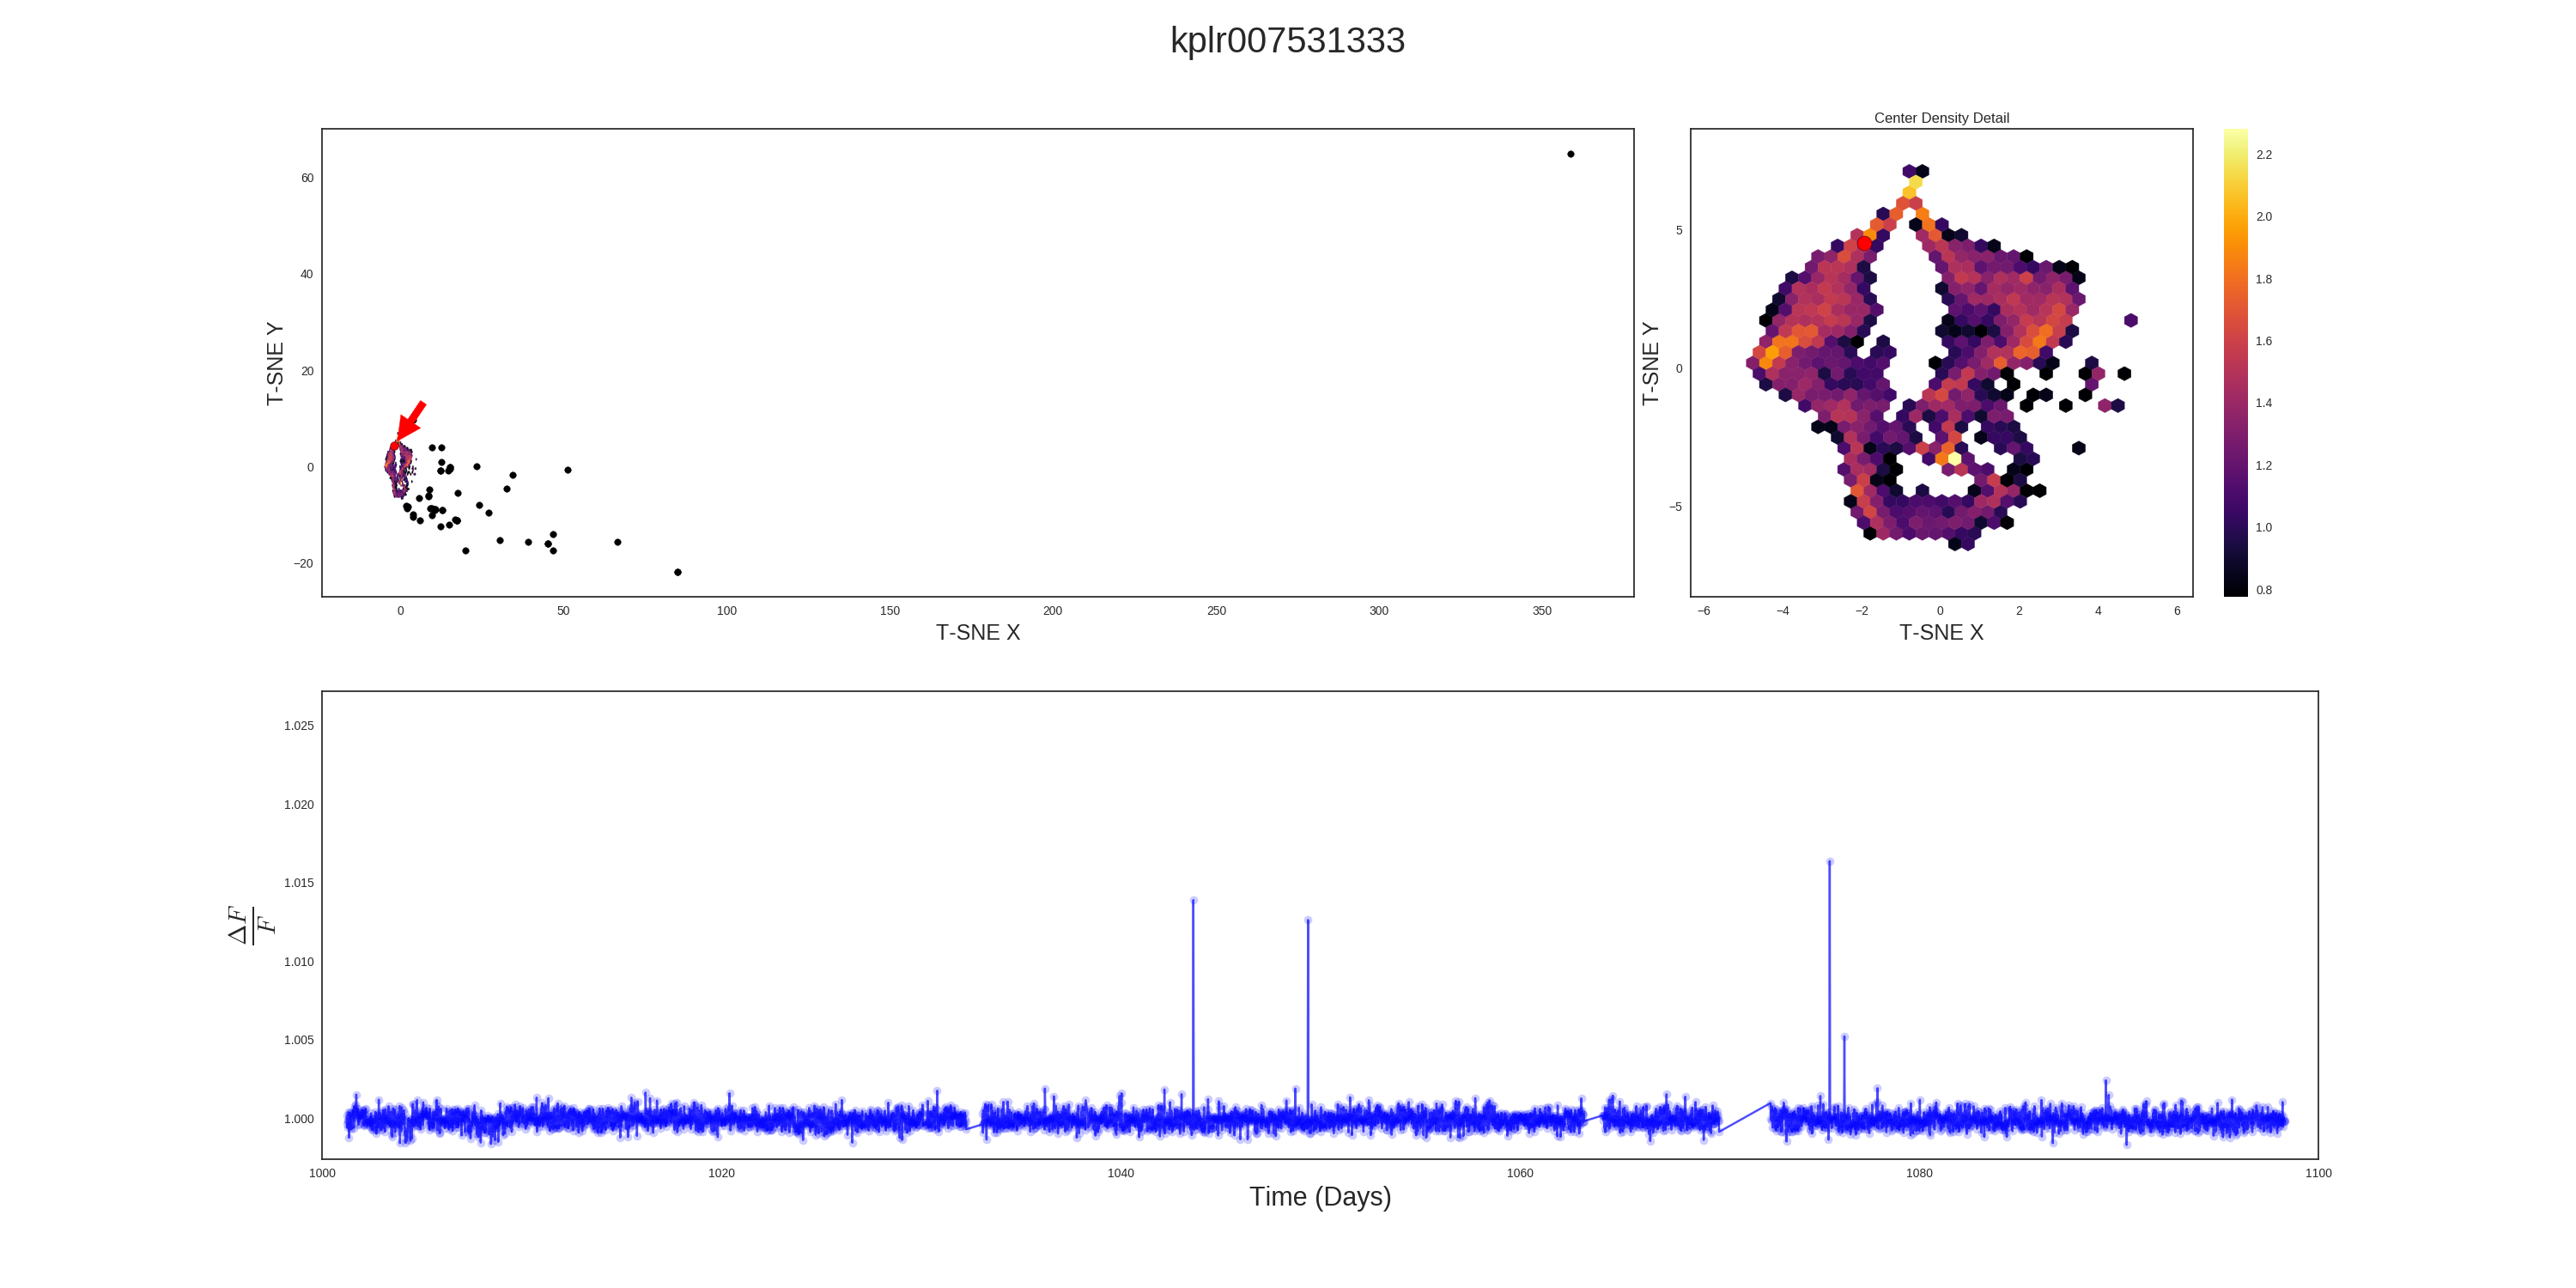 kplr007531333
60
40
20
0
−20
T-SNE Y
0 50 100 150 200 250 300 350
T-SNE X
Center Density Detail
5
0
−5
T-SNE Y
−6 −4 −2 0 2 4 6
T-SNE X
2.2
2.0
1.8
1.6
1.4
1.2
1.0
0.8
1.025
1.020
1.015
1.010
1.005
1.000
ΔF
F
1000 1020 1040 1060 1080 1100
Time (Days)